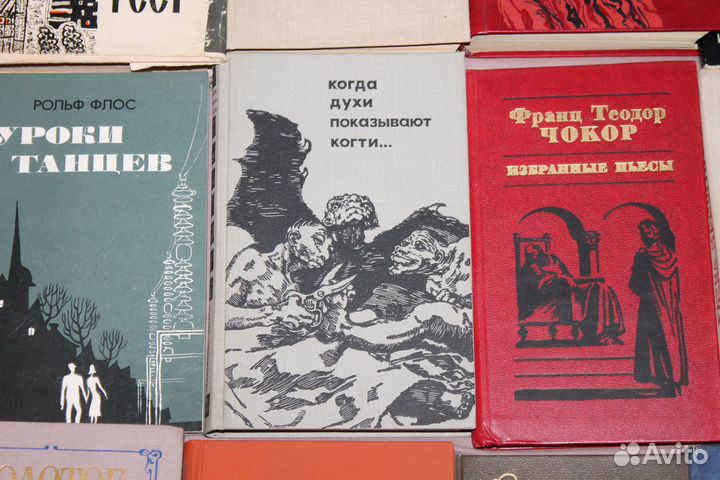 РОЛЬФ ФЛОС
УРОКИ
ТАНЦЕВ
когда
духи
показывают
когти...
Франц Теодор
ЧОКОР
ИЗБРАННЫЕ ПЬЕСЫ
Avito